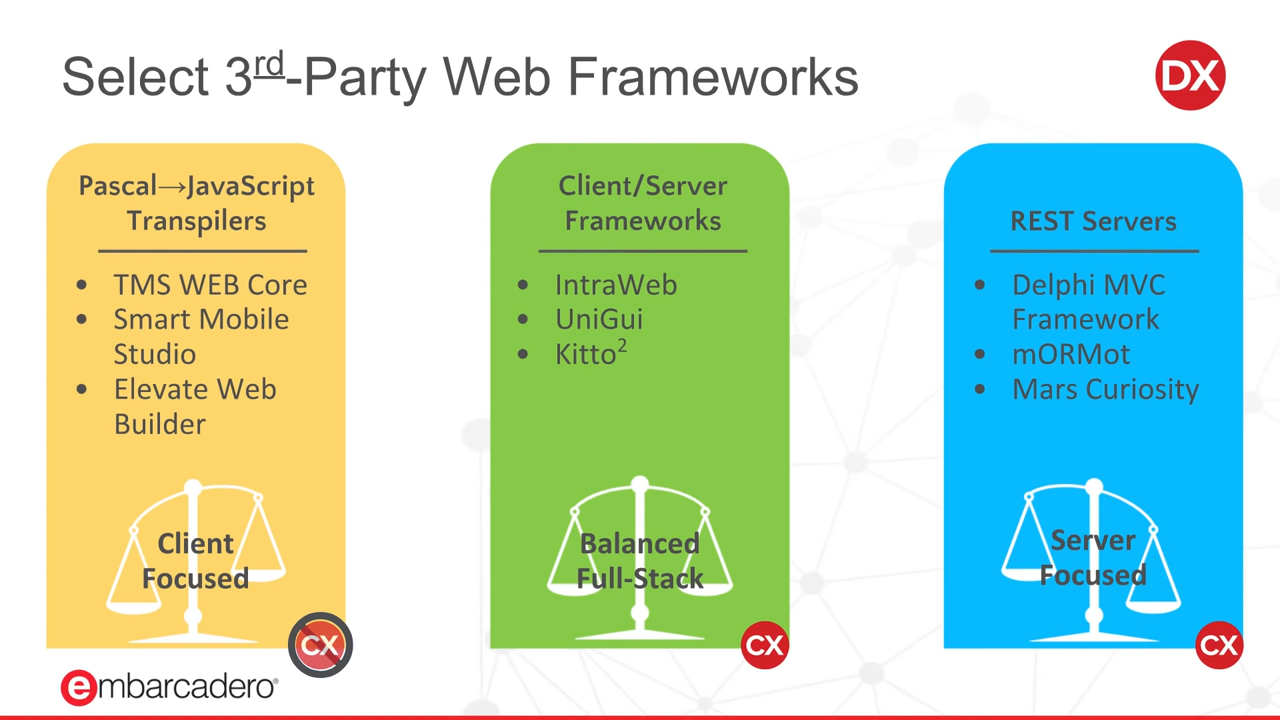 Select 3rd-Party Web Frameworks
DX
Pascal→JavaScript
Transpilers
• TMS WEB Core
• Smart Mobile
Studio
• Elevate Web
Builder
Client
Focused
CX
Client/Server
Frameworks
• IntraWeb
• UniGui
• Kitto2
Balanced
Full-Stack
CX
REST Servers
• Delphi MVC
Framework
• mORMot
• Mars Curiosity
Server
Focused
CX
embarcadero®